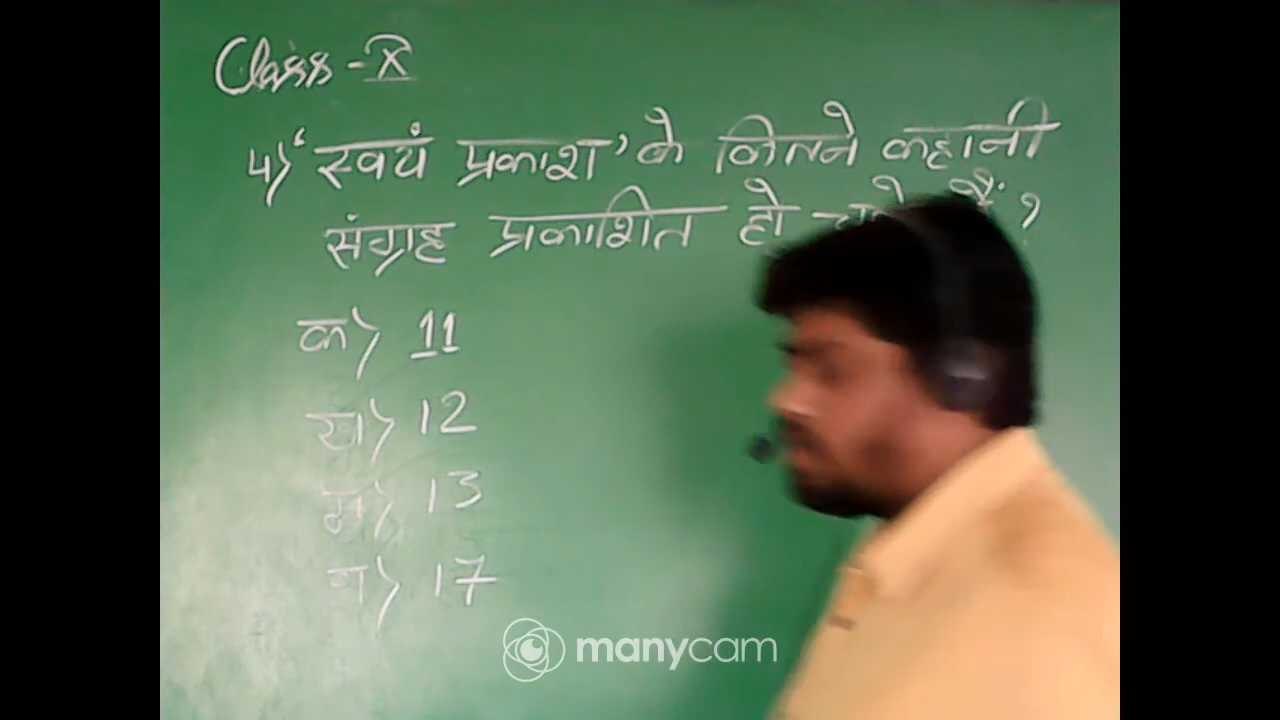 Class - X
4) 'स्वयं प्रकाश' के कितने कहानी
संग्रह प्रकाशित हो हैं ?
क) 11
ख) 12
13
17
manycam